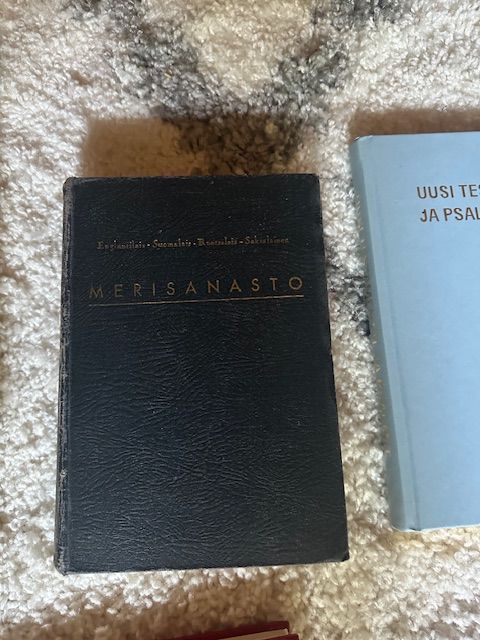 Englantilais - Suomalais - Ruotsalais - Saksalainen
MERISANASTO
UUSI TES
JA PSAL